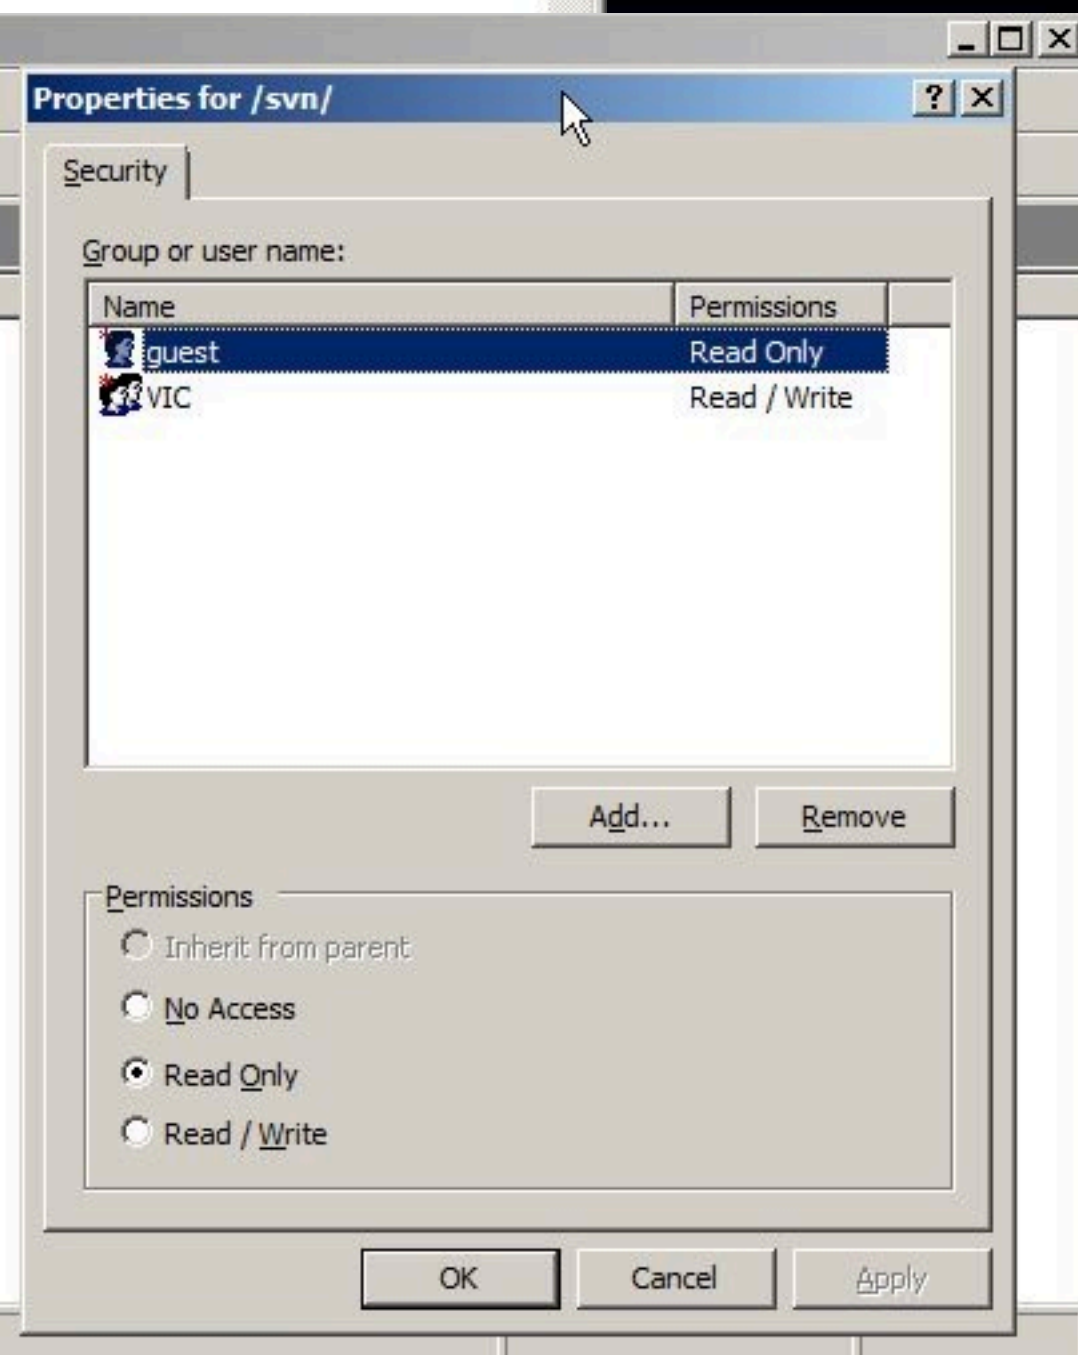 Properties for /svn/
Security
Group or user name:
Name Permissions
guest Read Only
VIC Read / Write
Add... Remove
Permissions
Inherit from parent
No Access
Read Only
Read / Write
OK Cancel Apply